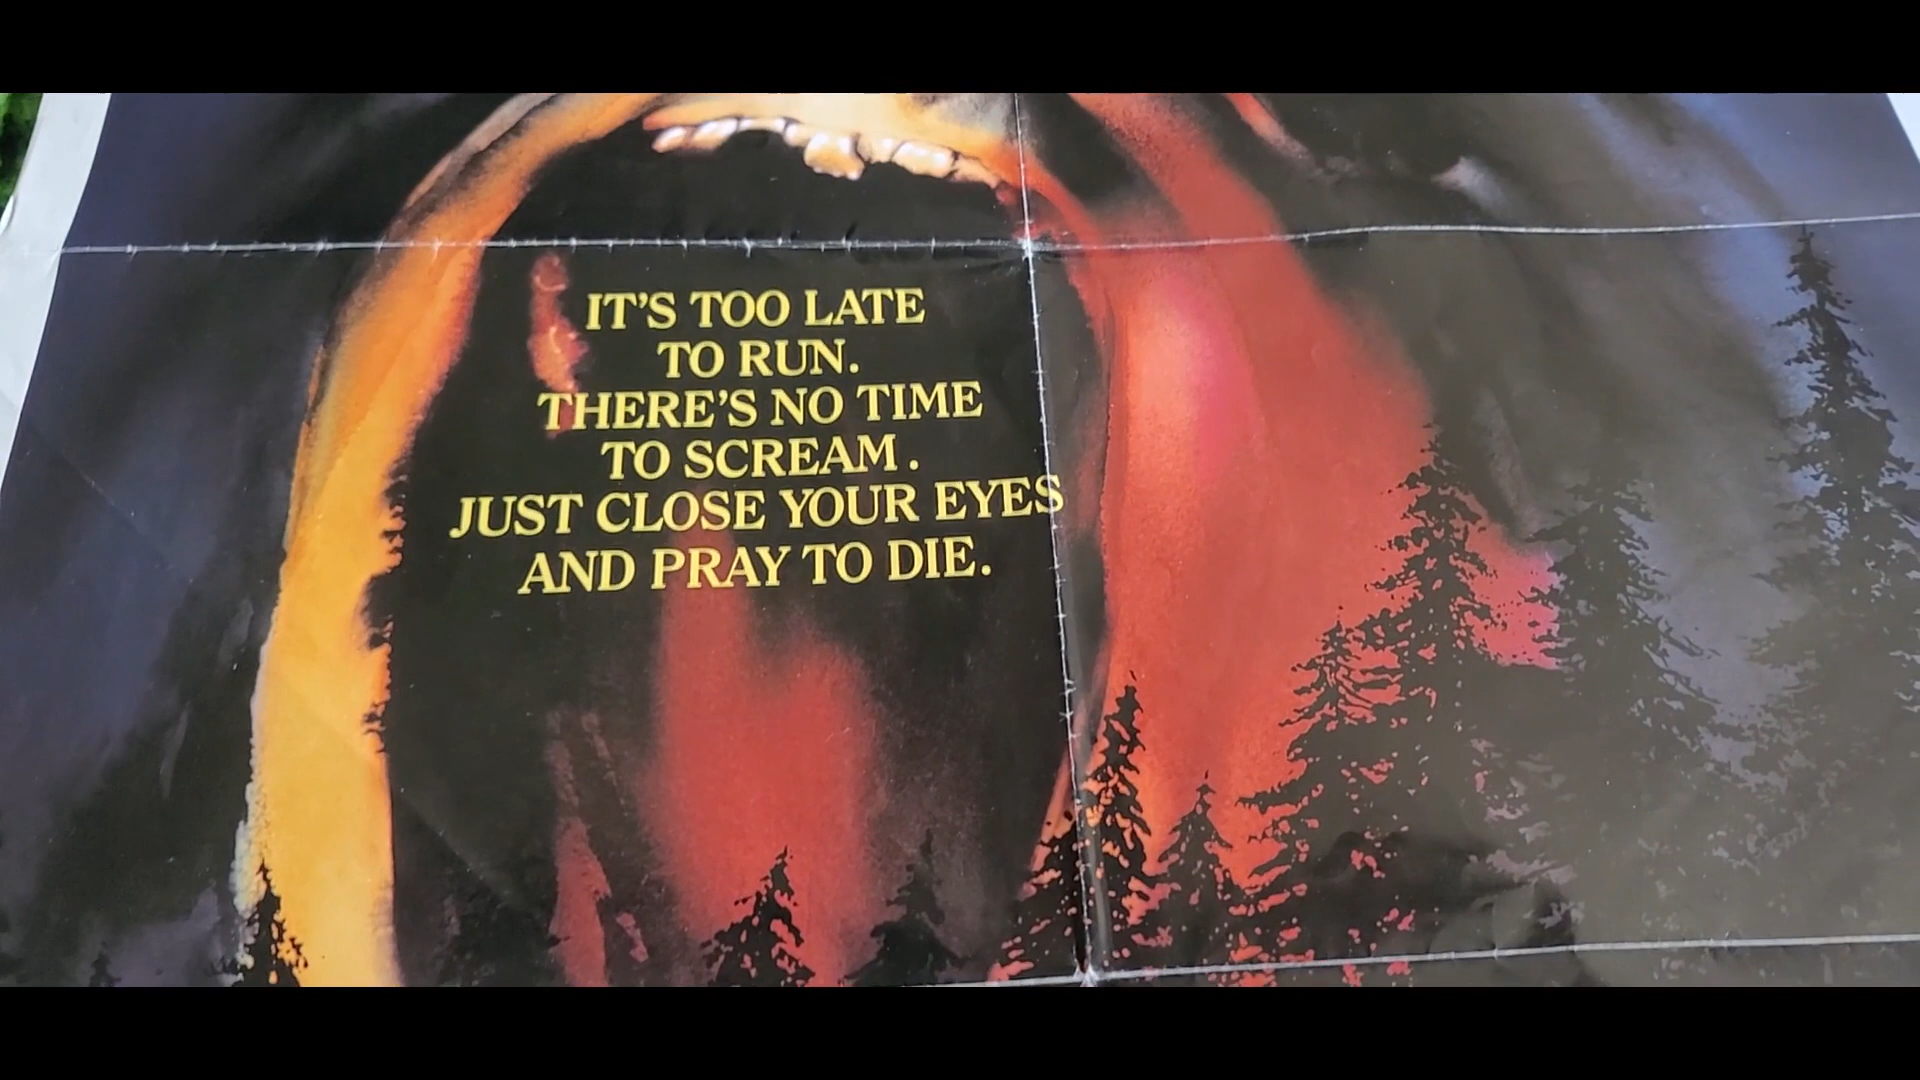 IT'S TOO LATE
TO RUN.
THERE'S NO TIME
TO SCREAM.
JUST CLOSE YOUR EYES
AND PRAY TO DIE.